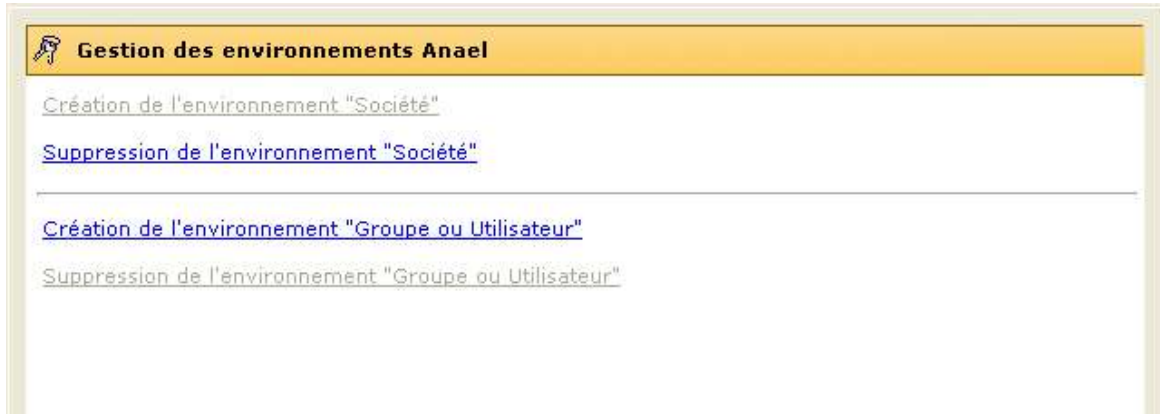 Gestion des environnements Anael
Création de l'environnement "Société"
Suppression de l'environnement "Société"
Création de l'environnement "Groupe ou Utilisateur"
Suppression de l'environnement "Groupe ou Utilisateur"